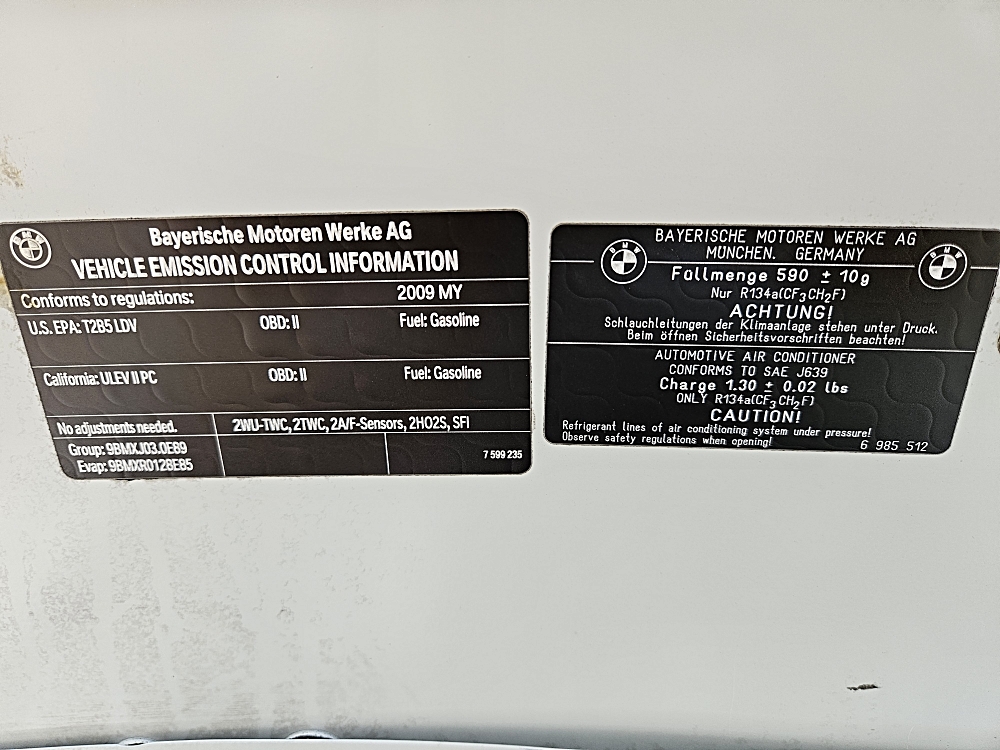 BMW
Bayerische Motoren Werke AG
VEHICLE EMISSION CONTROL INFORMATION
Conforms to regulations: 2009 MY
U.S. EPA: T2B5 LDV OBD: II Fuel: Gasoline
California: ULEV II PC OBD: II Fuel: Gasoline
No adjustments needed. 2WU-TWC, 2TWC, 2A/F-Sensors, 2HO2S, SFI
Group: 9BMXJ03.0E89
Evap: 9BMXR0128E85
7 599 235
BAYERISCHE MOTOREN WERKE AG
MÜNCHEN. GERMANY
BMW
BMW
Füllmenge 590 ± 10g
Nur R134a(CF3CH2F)
ACHTUNG!
Schlauchleitungen der Klimaanlage stehen unter Druck.
Beim öffnen Sicherheitsvorschriften beachten!
AUTOMOTIVE AIR CONDITIONER
CONFORMS TO SAE J639
Charge 1.30 ± 0.02 lbs
ONLY R134a(CF3CH2F)
CAUTION!
Refrigerant lines of air conditioning system under pressure!
Observe safety regulations when opening!
6 985 512